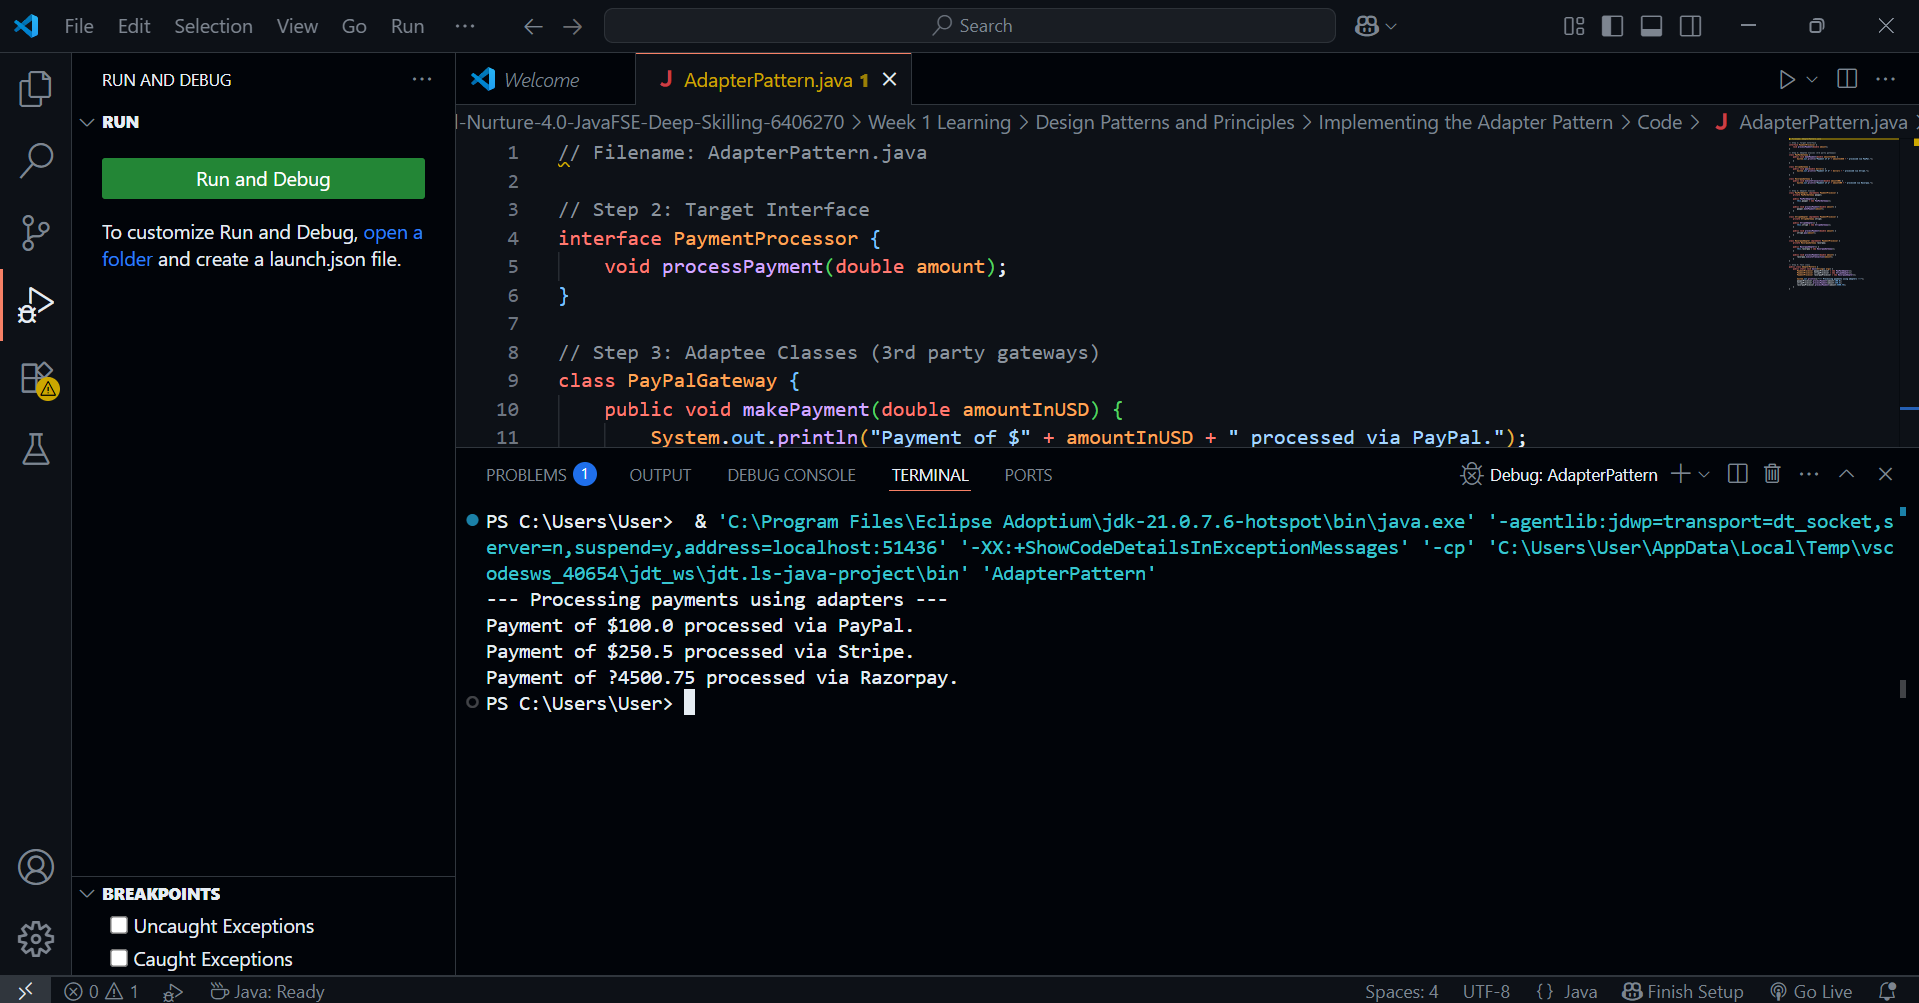 File Edit Selection View Go Run ··· Search
RUN AND DEBUG
RUN
Run and Debug
To customize Run and Debug, open a
folder and create a launch.json file.
BREAKPOINTS
Uncaught Exceptions
Caught Exceptions
Welcome J AdapterPattern.java 1
l-Nurture-4.0-JavaFSE-Deep-Skilling-6406270 > Week 1 Learning > Design Patterns and Principles > Implementing the Adapter Pattern > Code > J AdapterPattern.java >
1 // Filename: AdapterPattern.java
2
3 // Step 2: Target Interface
4 interface PaymentProcessor {
5 void processPayment(double amount);
6 }
7
8 // Step 3: Adaptee Classes (3rd party gateways)
9 class PayPalGateway {
10 public void makePayment(double amountInUSD) {
11 System.out.println("Payment of $" + amountInUSD + " processed via PayPal.");
PROBLEMS 1 OUTPUT DEBUG CONSOLE TERMINAL PORTS Debug: AdapterPattern
PS C:\Users\User> & 'C:\Program Files\Eclipse Adoptium\jdk-21.0.7.6-hotspot\bin\java.exe' '-agentlib:jdwp=transport=dt_socket,s
erver=n,suspend=y,address=localhost:51436' '-XX:+ShowCodeDetailsInExceptionMessages' '-cp' 'C:\Users\User\AppData\Local\Temp\vsc
odesws_40654\jdt_ws\jdt.ls-java-project\bin' 'AdapterPattern'
--- Processing payments using adapters ---
Payment of $100.0 processed via PayPal.
Payment of $250.5 processed via Stripe.
Payment of ?4500.75 processed via Razorpay.
PS C:\Users\User>
0 1 Java: Ready Spaces: 4 UTF-8 {} Java Finish Setup Go Live